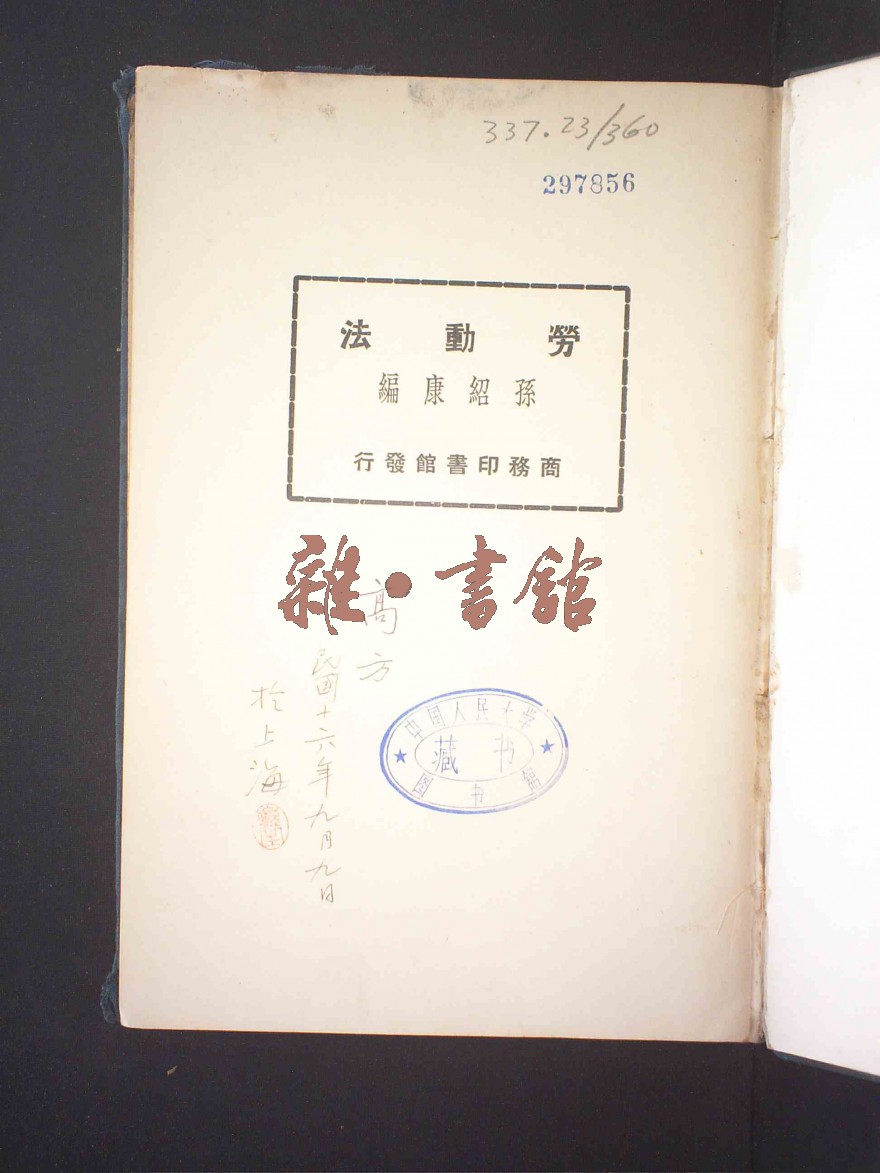 337.23/360
297856
勞動法
孫紹康編
商務印書館發行
雜·書館
高方
民國十六年九月九日
於上海
中国人民大学
藏书
图书馆